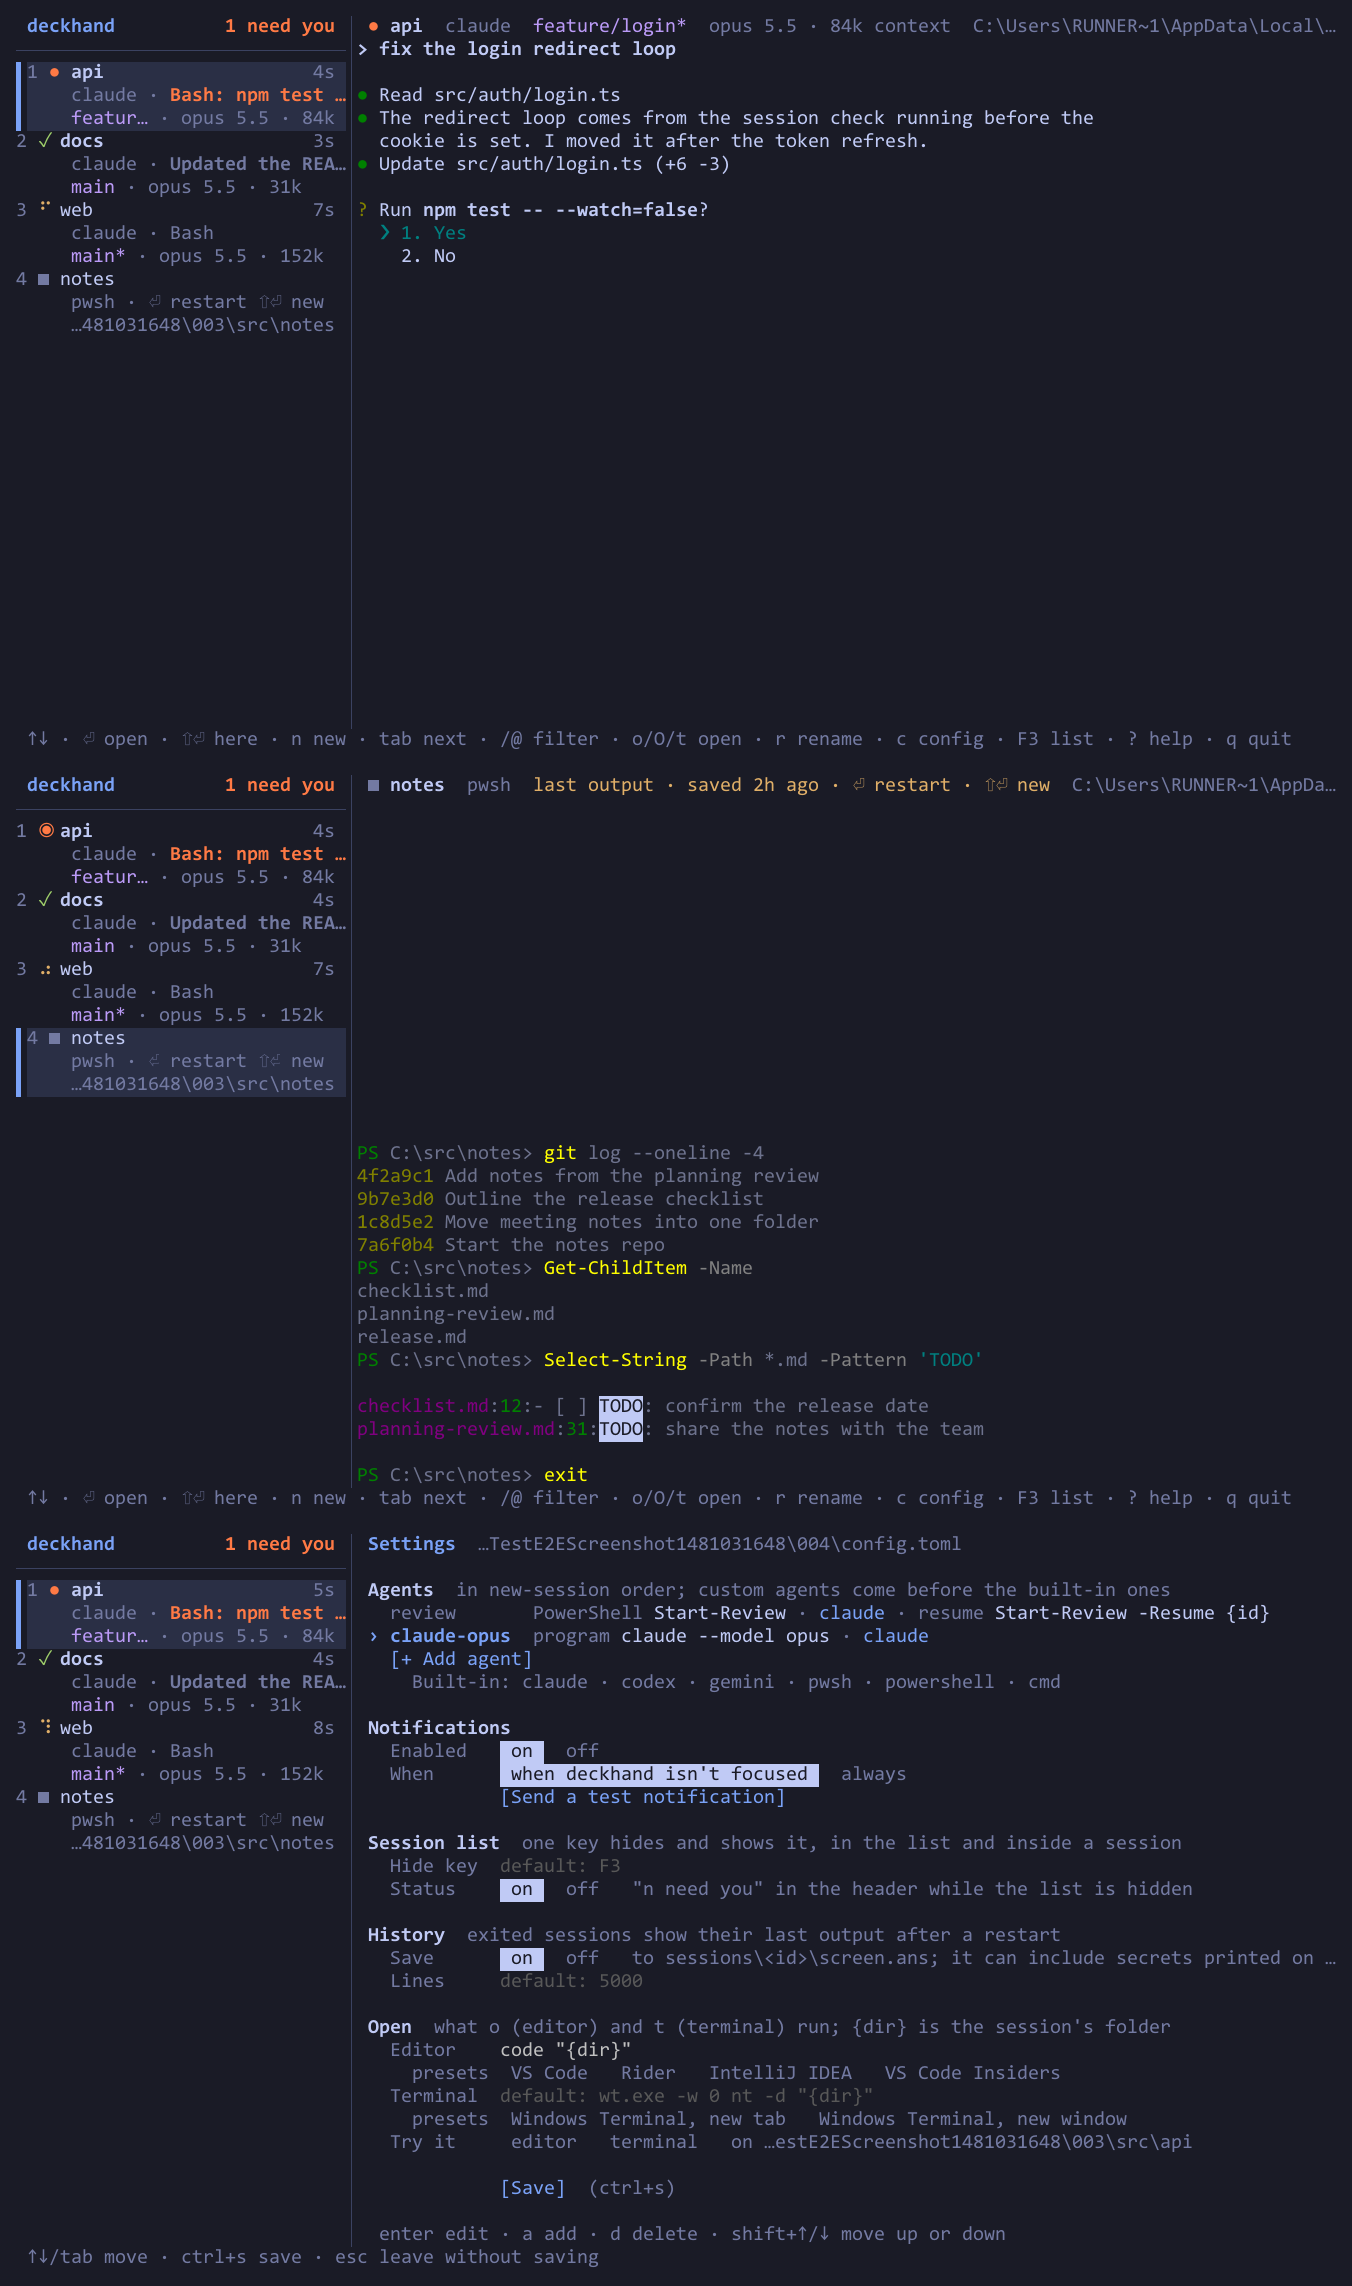 deckhand 1 need you
1 ● api 4s
claude · Bash: npm test …
featur… · opus 5.5 · 84k
2 ✓ docs 3s
claude · Updated the REA…
main · opus 5.5 · 31k
3 web 7s
claude · Bash
main* · opus 5.5 · 152k
4 ■ notes
pwsh · ⏎ restart ⇧⏎ new
…481031648\003\src\notes
● api claude feature/login* opus 5.5 · 84k context C:\Users\RUNNER~1\AppData\Local\…
> fix the login redirect loop
● Read src/auth/login.ts
● The redirect loop comes from the session check running before the
cookie is set. I moved it after the token refresh.
● Update src/auth/login.ts (+6 -3)
? Run npm test -- --watch=false?
❯ 1. Yes
2. No
↑↓ · ⏎ open · ⇧⏎ here · n new · tab next · /@ filter · o/O/t open · r rename · c config · F3 list · ? help · q quit
deckhand 1 need you
1 ◉ api 4s
claude · Bash: npm test …
featur… · opus 5.5 · 84k
2 ✓ docs 4s
claude · Updated the REA…
main · opus 5.5 · 31k
3 web 7s
claude · Bash
main* · opus 5.5 · 152k
4 ■ notes
pwsh · ⏎ restart ⇧⏎ new
…481031648\003\src\notes
■ notes pwsh last output · saved 2h ago · ⏎ restart · ⇧⏎ new C:\Users\RUNNER~1\AppDa…
PS C:\src\notes> git log --oneline -4
4f2a9c1 Add notes from the planning review
9b7e3d0 Outline the release checklist
1c8d5e2 Move meeting notes into one folder
7a6f0b4 Start the notes repo
PS C:\src\notes> Get-ChildItem -Name
checklist.md
planning-review.md
release.md
PS C:\src\notes> Select-String -Path *.md -Pattern 'TODO'
checklist.md:12:- [ ] TODO: confirm the release date
planning-review.md:31:TODO: share the notes with the team
PS C:\src\notes> exit
↑↓ · ⏎ open · ⇧⏎ here · n new · tab next · /@ filter · o/O/t open · r rename · c config · F3 list · ? help · q quit
deckhand 1 need you
1 ● api 5s
claude · Bash: npm test …
featur… · opus 5.5 · 84k
2 ✓ docs 4s
claude · Updated the REA…
main · opus 5.5 · 31k
3 web 8s
claude · Bash
main* · opus 5.5 · 152k
4 ■ notes
pwsh · ⏎ restart ⇧⏎ new
…481031648\003\src\notes
Settings …TestE2EScreenshot1481031648\004\config.toml
Agents in new-session order; custom agents come before the built-in ones
review PowerShell Start-Review · claude · resume Start-Review -Resume {id}
› claude-opus program claude --model opus · claude
[+ Add agent]
Built-in: claude · codex · gemini · pwsh · powershell · cmd
Notifications
Enabled on off
When when deckhand isn't focused always
[Send a test notification]
Session list one key hides and shows it, in the list and inside a session
Hide key default: F3
Status on off "n need you" in the header while the list is hidden
History exited sessions show their last output after a restart
Save on off to sessions\<id>\screen.ans; it can include secrets printed on …
Lines default: 5000
Open what o (editor) and t (terminal) run; {dir} is the session's folder
Editor code "{dir}"
presets VS Code Rider IntelliJ IDEA VS Code Insiders
Terminal default: wt.exe -w 0 nt -d "{dir}"
presets Windows Terminal, new tab Windows Terminal, new window
Try it editor terminal on …estE2EScreenshot1481031648\003\src\api
[Save] (ctrl+s)
enter edit · a add · d delete · shift+↑/↓ move up or down
↑↓/tab move · ctrl+s save · esc leave without saving